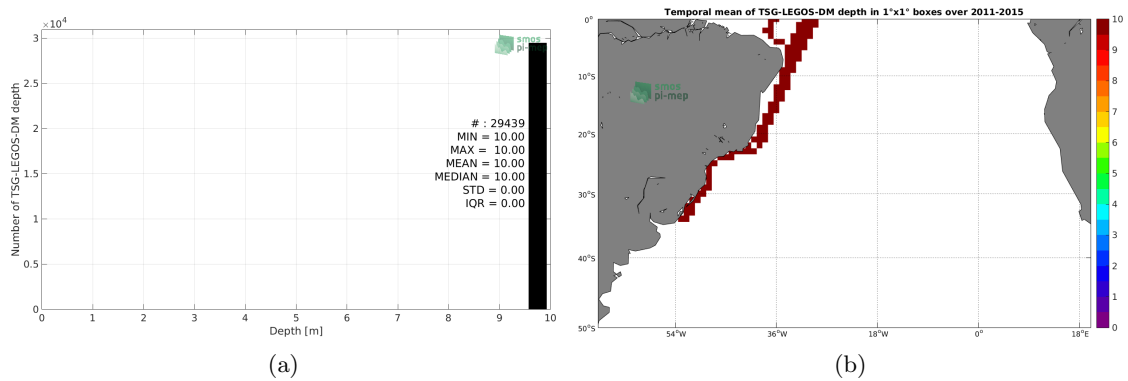 ×10⁴
3
2.5
2
1.5
1
0.5
0
Number of TSG-LEGOS-DM depth
smos
pi-mep
# : 29439
MIN = 10.00
MAX = 10.00
MEAN = 10.00
MEDIAN = 10.00
STD = 0.00
IQR = 0.00
0 1 2 3 4 5 6 7 8 9 10
Depth [m]
(a)
Temporal mean of TSG-LEGOS-DM depth in 1°x1° boxes over 2011-2015
0°
10°S
20°S
30°S
40°S
50°S
smos
pi-mep
54°W 36°W 18°W 0° 18°E
10
9
8
7
6
5
4
3
2
1
0
(b)